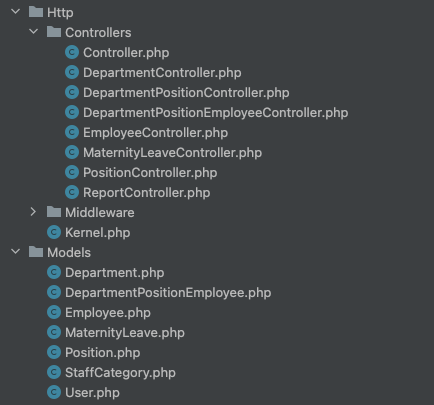 Http
Controllers
Controller.php
DepartmentController.php
DepartmentPositionController.php
DepartmentPositionEmployeeController.php
EmployeeController.php
MaternityLeaveController.php
PositionController.php
ReportController.php
Middleware
Kernel.php
Models
Department.php
DepartmentPositionEmployee.php
Employee.php
MaternityLeave.php
Position.php
StaffCategory.php
User.php